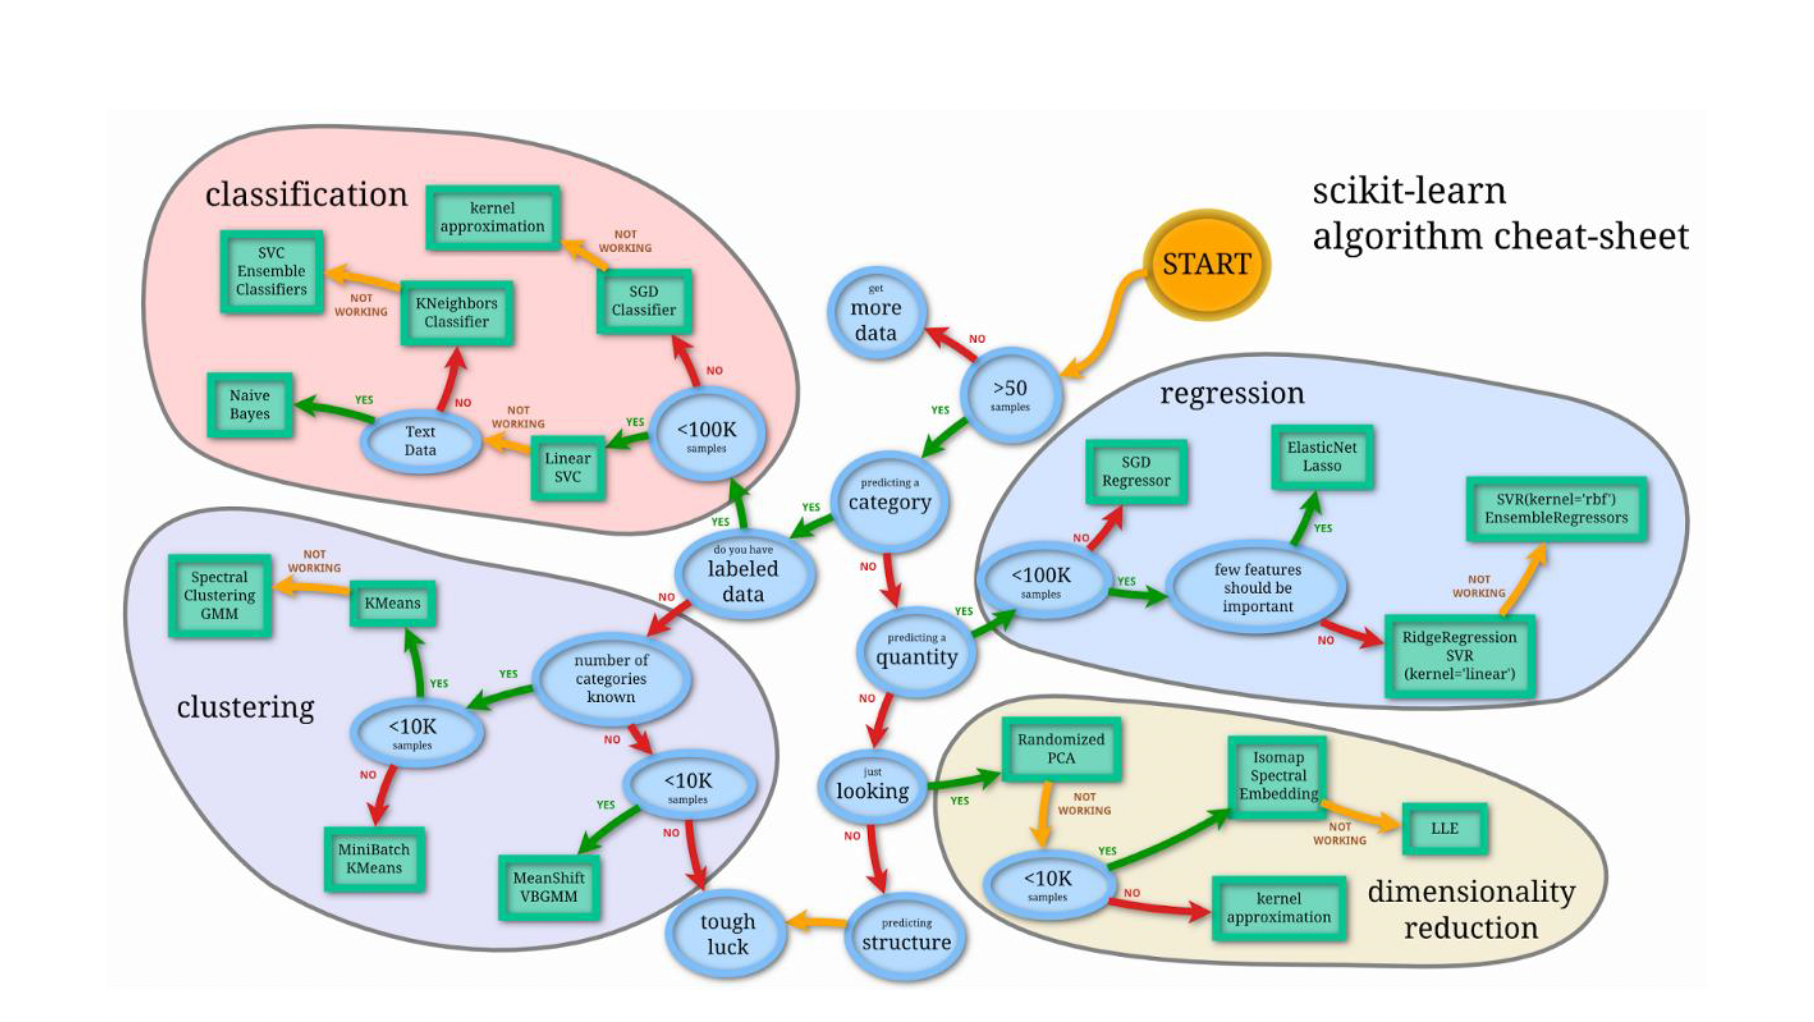 scikit-learn
algorithm cheat-sheet
START
classification
kernel
approximation
NOT
WORKING
SVC
Ensemble
Classifiers
KNeighbors
Classifier
NOT
WORKING
SGD
Classifier
NO
Naive
Bayes
YES
NO
Text
Data
NOT
WORKING
Linear
SVC
YES
<100K
samples
YES
get
more
data
NO
>50
samples
YES
predicting a
category
YES
NO
do you have
labeled
data
NO
predicting a
quantity
YES
NO
just
looking
YES
NO
predicting
structure
tough
luck
regression
SGD
Regressor
NO
<100K
samples
YES
ElasticNet
Lasso
YES
few features
should be
important
NO
SVR(kernel='rbf')
EnsembleRegressors
NOT
WORKING
RidgeRegression
SVR
(kernel='linear')
clustering
Spectral
Clustering
GMM
NOT
WORKING
KMeans
YES
number of
categories
known
YES
NO
<10K
samples
NO
MiniBatch
KMeans
<10K
samples
YES
NO
MeanShift
VBGMM
dimensionality
reduction
Randomized
PCA
NOT
WORKING
<10K
samples
YES
NO
Isomap
Spectral
Embedding
NOT
WORKING
LLE
kernel
approximation